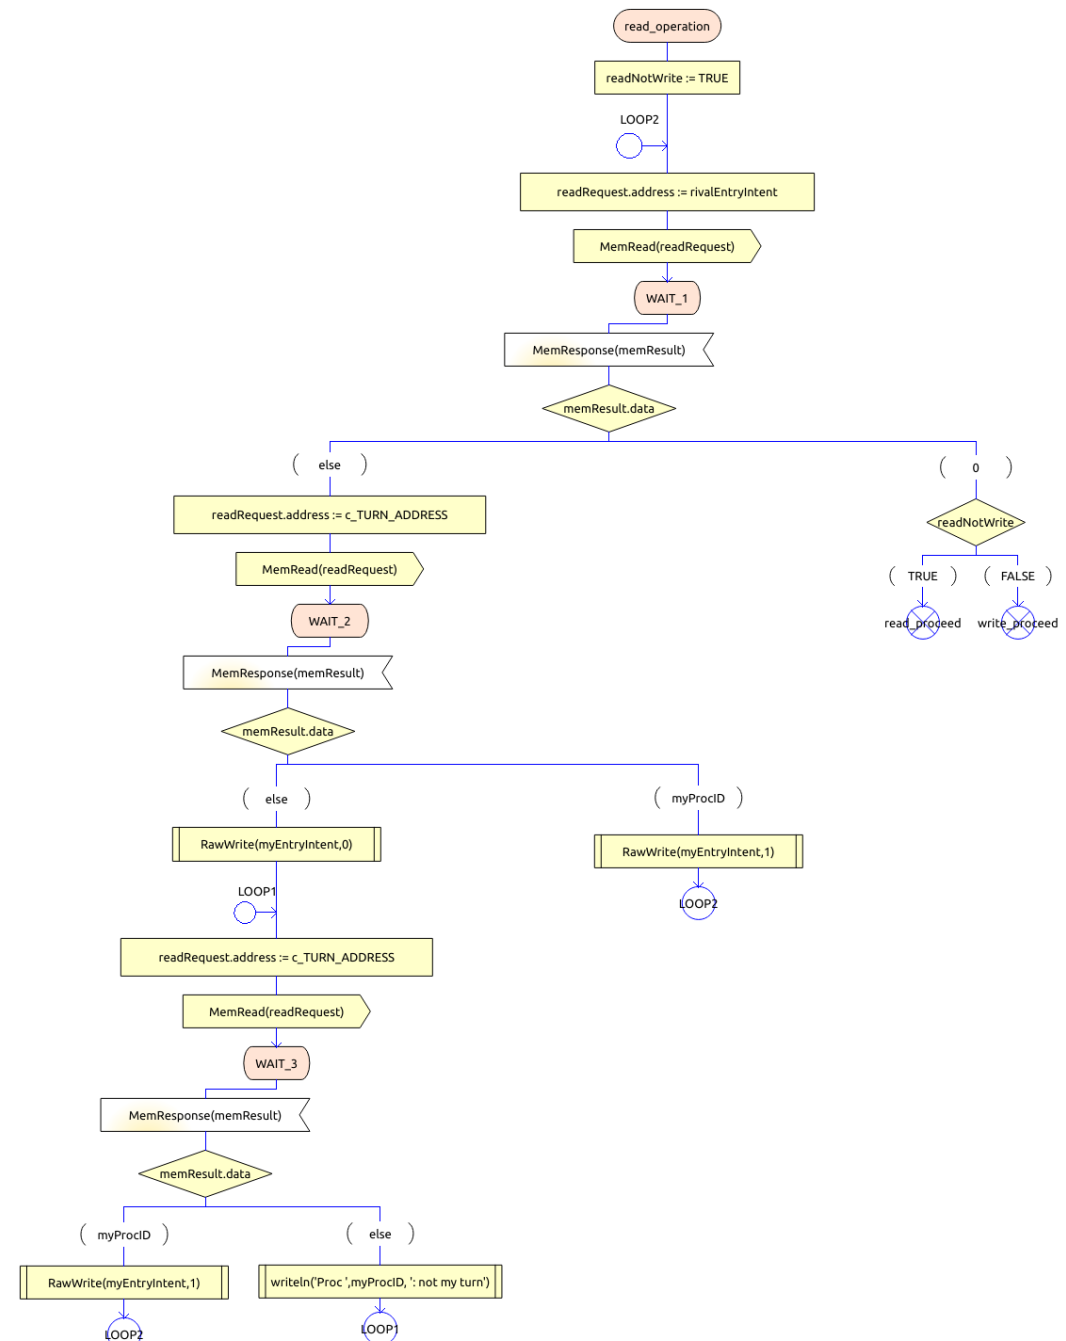 read_operation
readNotWrite := TRUE
LOOP2
readRequest.address := rivalEntryIntent
MemRead(readRequest)
WAIT_1
MemResponse(memResult)
memResult.data
( else )
( 0 )
readRequest.address := c_TURN_ADDRESS
readNotWrite
MemRead(readRequest)
( TRUE )
( FALSE )
WAIT_2
read_proceed
write_proceed
MemResponse(memResult)
memResult.data
( else )
( myProcID )
RawWrite(myEntryIntent,0)
RawWrite(myEntryIntent,1)
LOOP1
LOOP2
readRequest.address := c_TURN_ADDRESS
MemRead(readRequest)
WAIT_3
MemResponse(memResult)
memResult.data
( myProcID )
( else )
RawWrite(myEntryIntent,1)
writeln('Proc ',myProcID, ': not my turn')
LOOP2
LOOP1